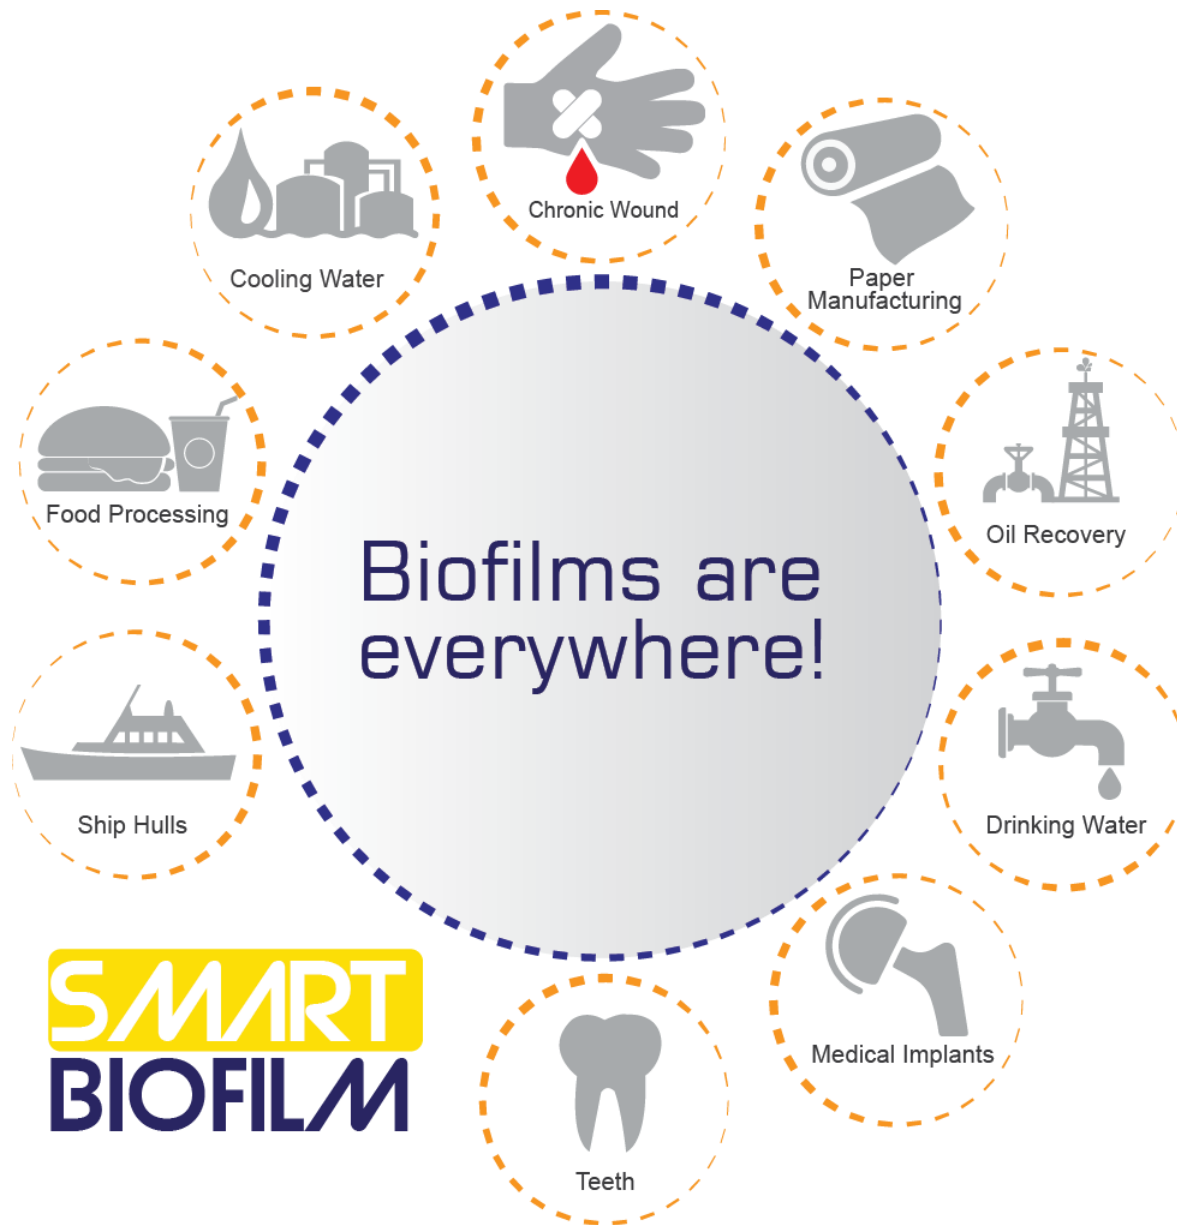 Chronic Wound
Cooling Water
Paper
Manufacturing
Food Processing
Oil Recovery
Biofilms are
everywhere!
Ship Hulls
Drinking Water
SMART
BIOFILM
Medical Implants
Teeth